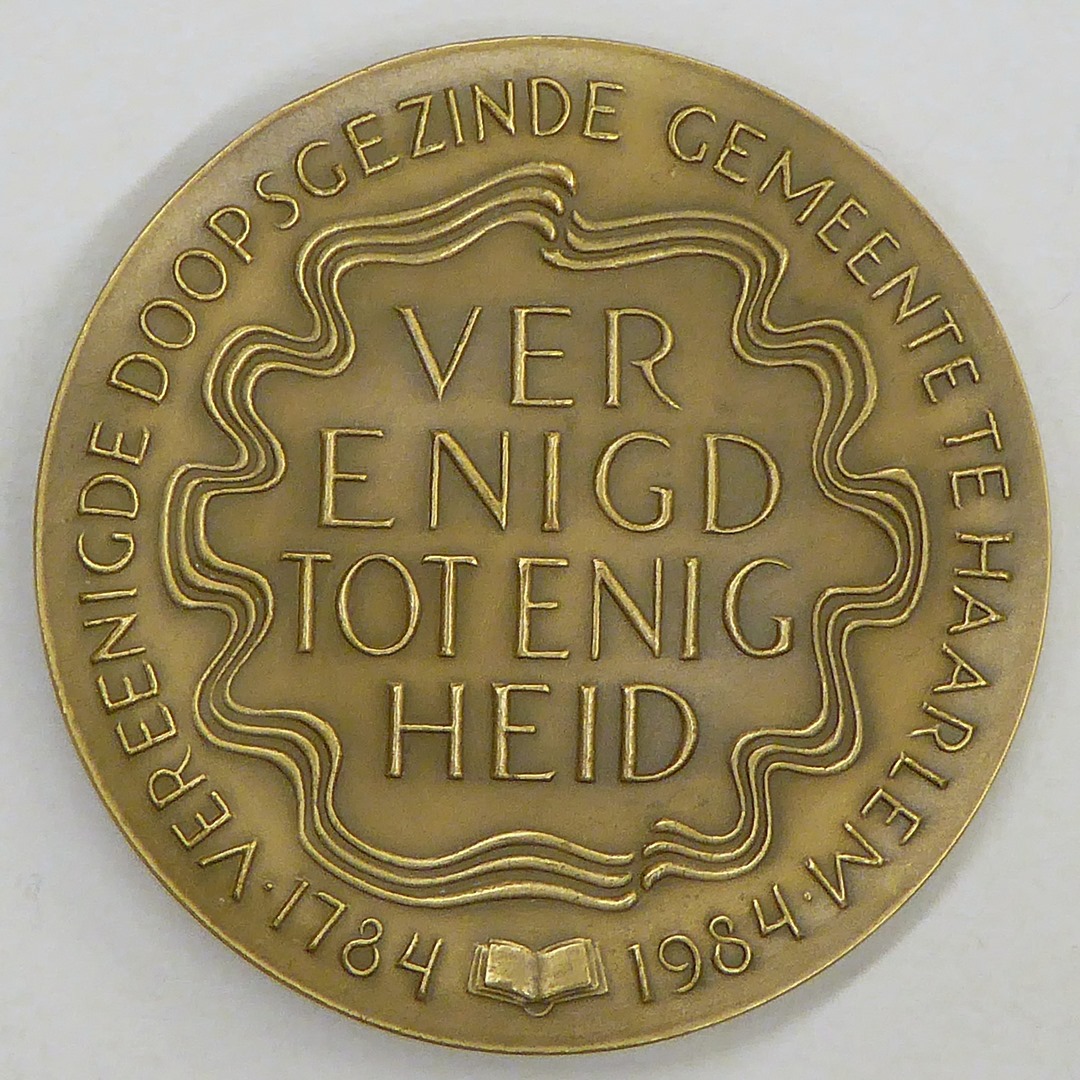 VEREENIGDE DOOPSGEZINDE GEMEENTE TE HAARLEM
· 1784 1984 ·
VER
ENIGD
TOT ENIG
HEID